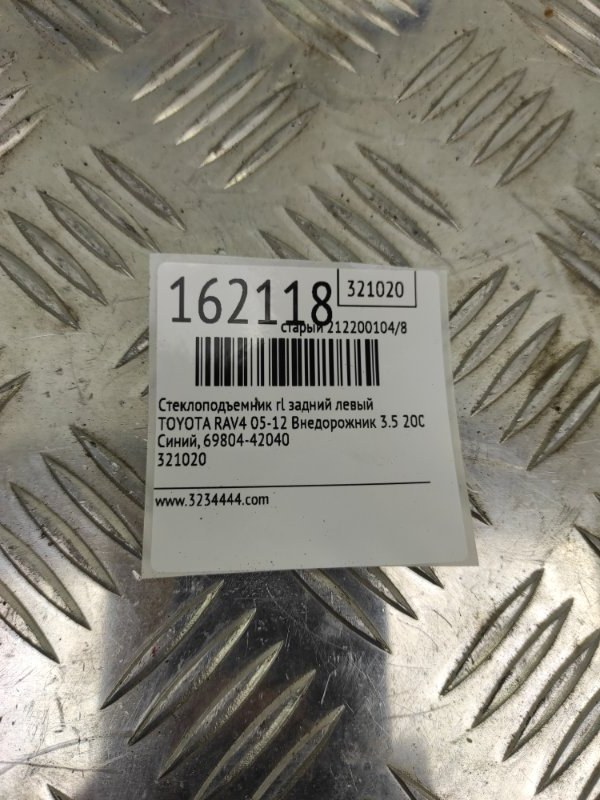 162118
321020
старый 212200104/8
Стеклоподъемник rl задний левый
TOYOTA RAV4 05-12 Внедорожник 3.5 200
Синий, 69804-42040
321020
www.3234444.com